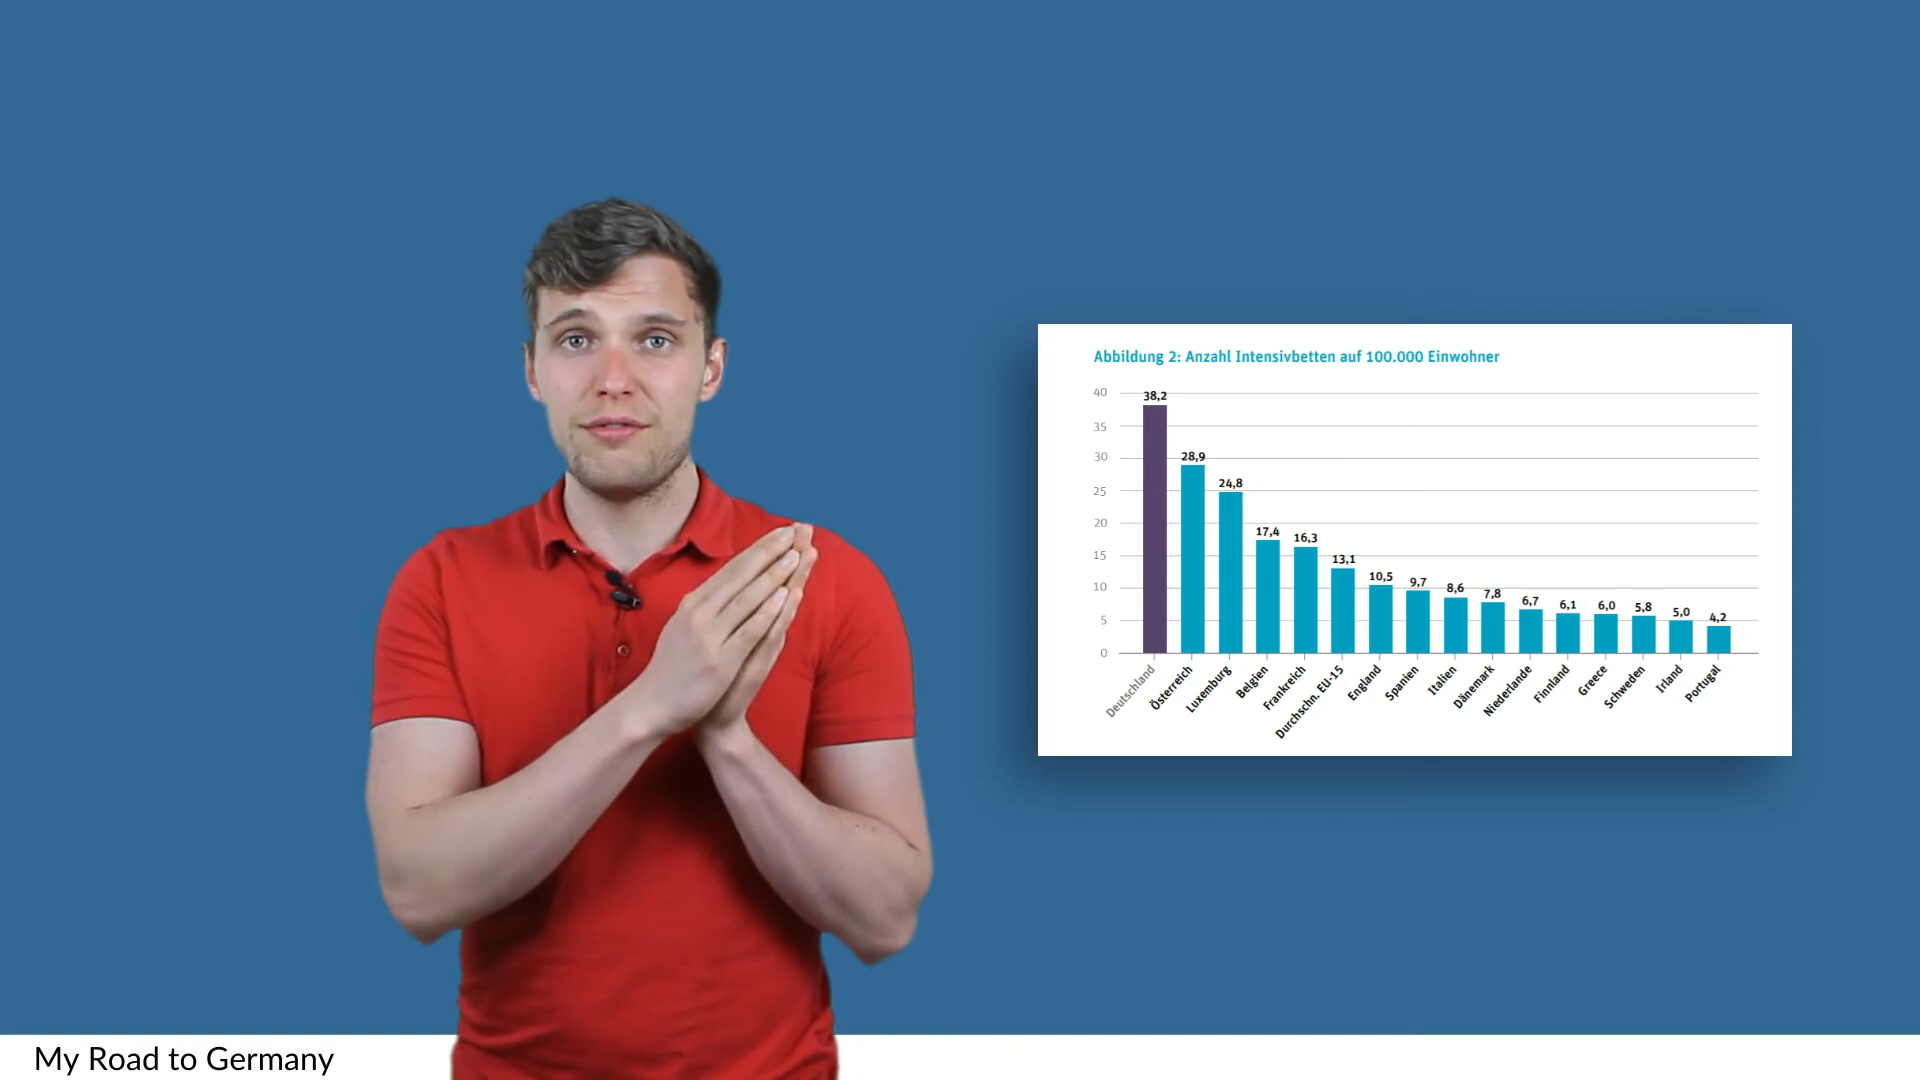 Abbildung 2: Anzahl Intensivbetten auf 100.000 Einwohner
40
35
30
25
20
15
10
5
0
38,2
28,9
24,8
17,4
16,3
13,1
10,5
9,7
8,6
7,8
6,7
6,1
6,0
5,8
5,0
4,2
Deutschland
Österreich
Luxemburg
Belgien
Frankreich
Durchschn. EU-15
England
Spanien
Italien
Dänemark
Niederlande
Finnland
Greece
Schweden
Irland
Portugal
My Road to Germany